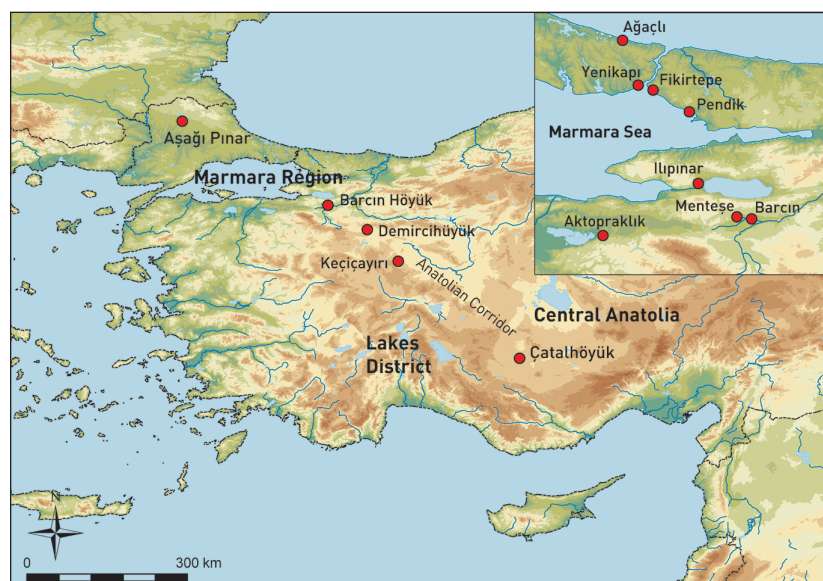 Aşağı Pınar
Marmara Région
Barcın Höyük
Demircihüyük
Keçiçayırı
Anatolian Corridor
Central Anatolia
Lakes
District
Çatalhöyük
N
0
300 km
Ağaçlı
Yenikapı
Fikirtepe
Pendik
Marmara Sea
Ilıpınar
Menteşe
Barcın
Aktopraklık